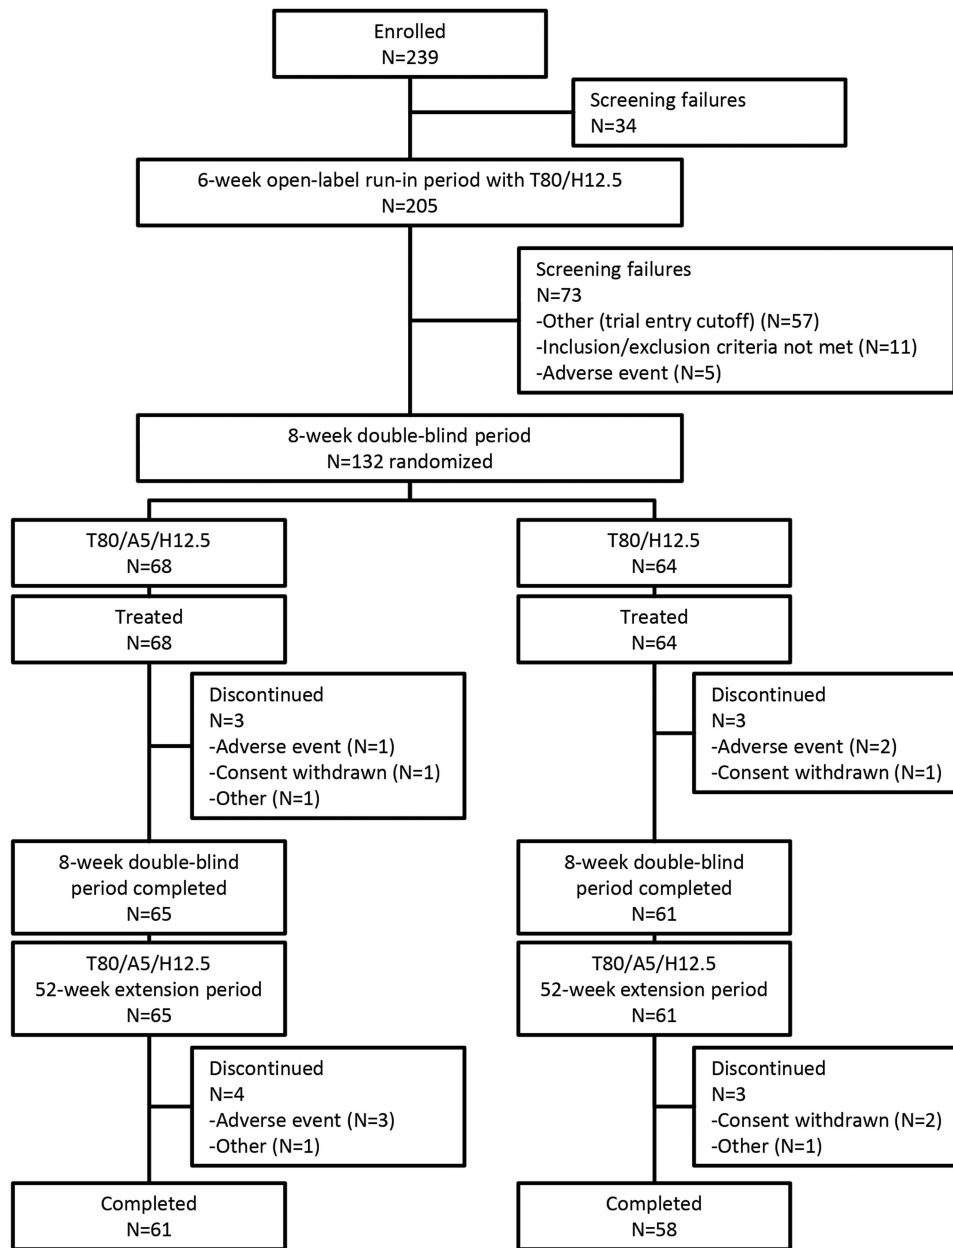 Enrolled
N=239
Screening failures
N=34
6-week open-label run-in period with T80/H12.5
N=205
Screening failures
N=73
-Other (trial entry cutoff) (N=57)
-Inclusion/exclusion criteria not met (N=11)
-Adverse event (N=5)
8-week double-blind period
N=132 randomized
T80/A5/H12.5
N=68
T80/H12.5
N=64
Treated
N=68
Treated
N=64
Discontinued
N=3
-Adverse event (N=1)
-Consent withdrawn (N=1)
-Other (N=1)
Discontinued
N=3
-Adverse event (N=2)
-Consent withdrawn (N=1)
8-week double-blind
period completed
N=65
8-week double-blind
period completed
N=61
T80/A5/H12.5
52-week extension period
N=65
T80/A5/H12.5
52-week extension period
N=61
Discontinued
N=4
-Adverse event (N=3)
-Other (N=1)
Discontinued
N=3
-Consent withdrawn (N=2)
-Other (N=1)
Completed
N=61
Completed
N=58